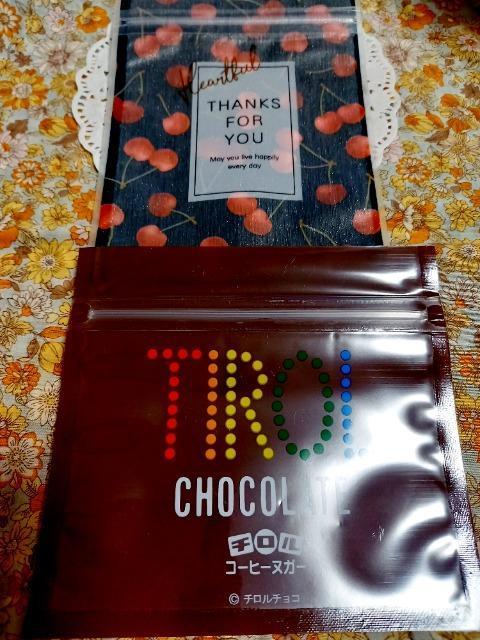 Heartful
THANKS
FOR
YOU
May you live happily
every day
TIROL
CHOCOLATE
チロル
コーヒーヌガー
© チロルチョコ